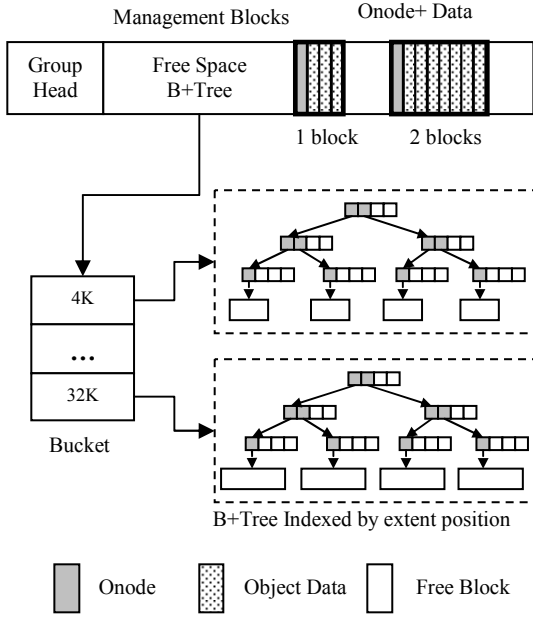 Management Blocks
Onode+ Data
Group
Head
Free Space
B+Tree
1 block
2 blocks
4K
...
32K
Bucket
B+Tree Indexed by extent position
Onode
Object Data
Free Block